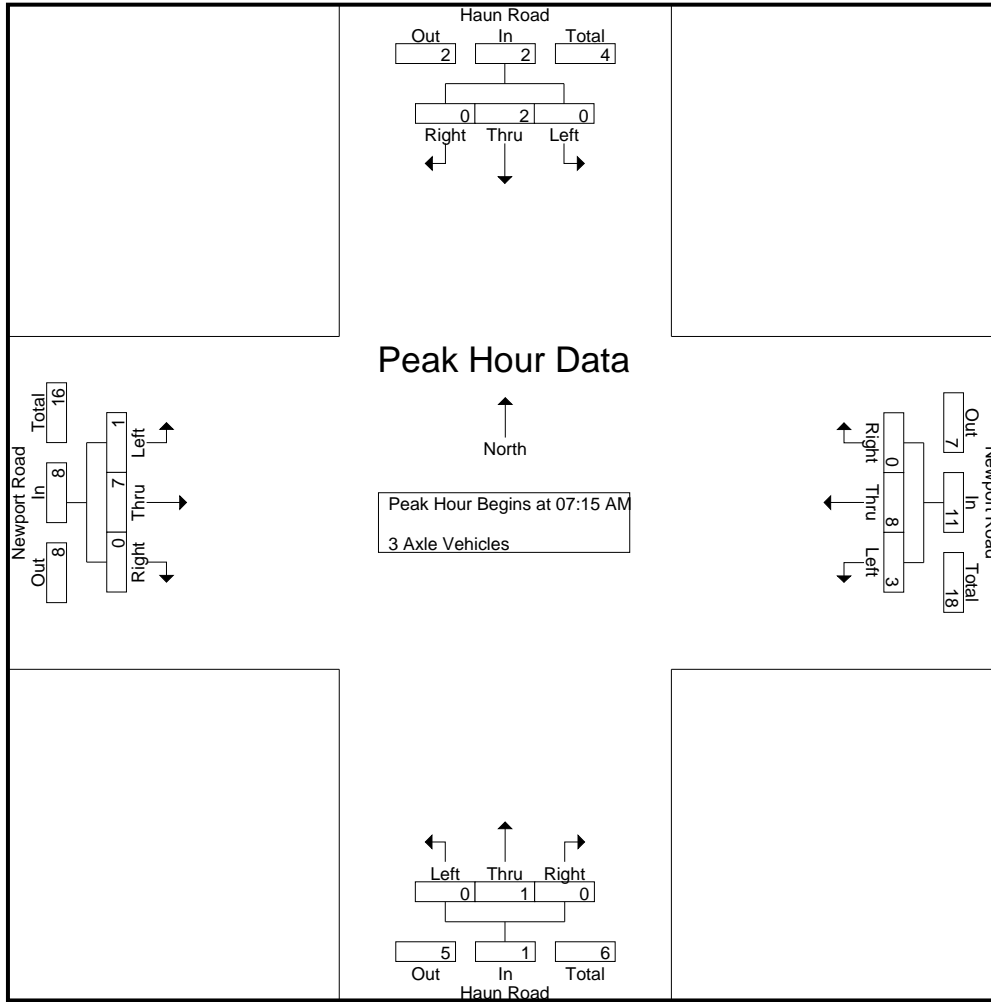 Haun Road
Out In Total
2 2 4
0 2 0
Right Thru Left
Peak Hour Data
North
Peak Hour Begins at 07:15 AM
3 Axle Vehicles
Newport Road
Out In Total
8 8 16
Right Thru Left
0 7 1
Newport Road
Out In Total
7 11 18
Right Thru Left
0 8 3
Left Thru Right
0 1 0
5 1 6
Out In Total
Haun Road